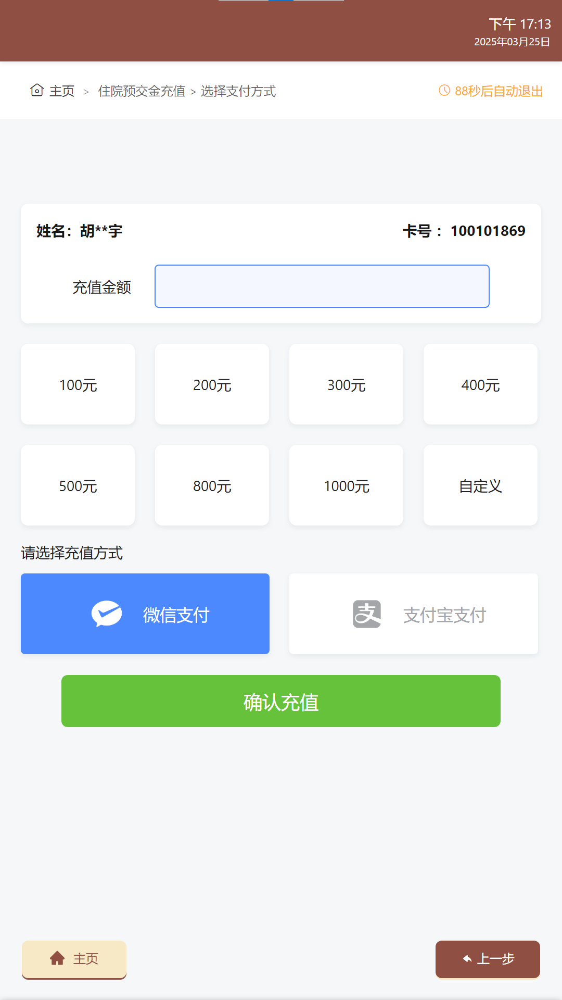 下午 17:13
2025年03月25日
主页 > 住院预交金充值 > 选择支付方式
88秒后自动退出
姓名：胡**宇
卡号 ：100101869
充值金额
100元
200元
300元
400元
500元
800元
1000元
自定义
请选择充值方式
微信支付
支付宝支付
确认充值
主页
上一步